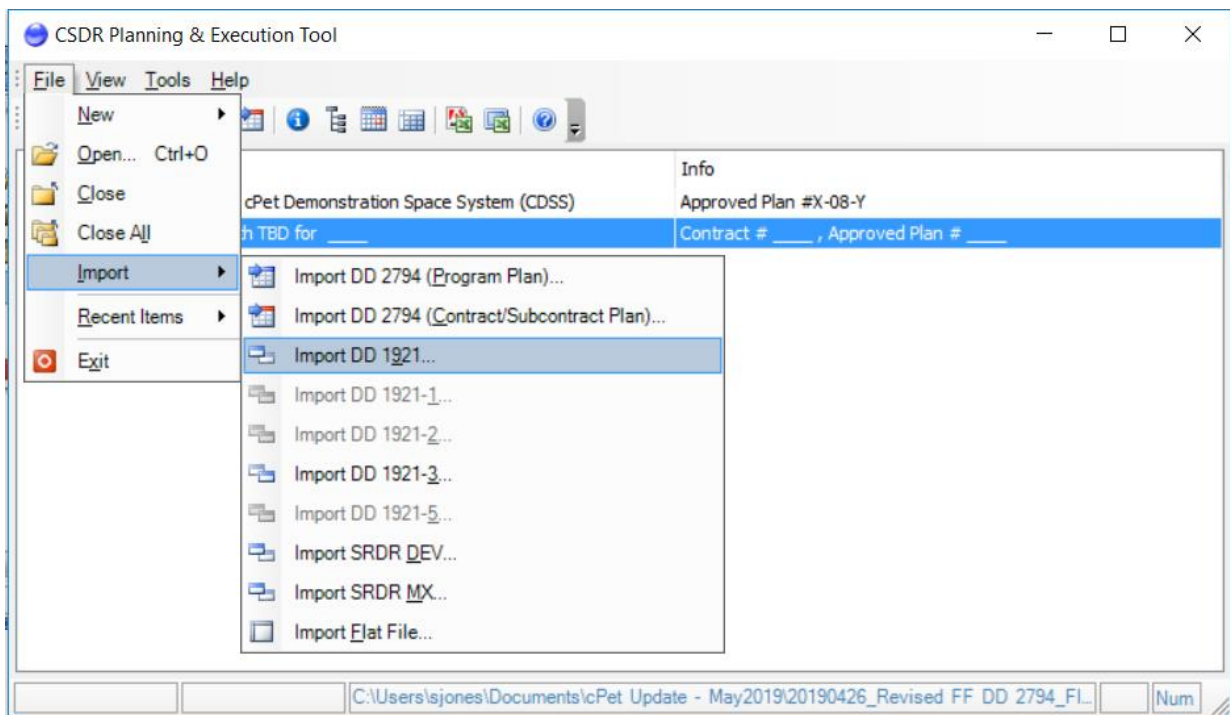 CSDR Planning & Execution Tool
File View Tools Help
New
Open... Ctrl+O
Close
Close All
Import
Recent Items
Exit
Info
cPet Demonstration Space System (CDSS) Approved Plan #X-08-Y
TBD for ____ Contract # ____ , Approved Plan # ____
Import DD 2794 (Program Plan)...
Import DD 2794 (Contract/Subcontract Plan)...
Import DD 1921...
Import DD 1921-1...
Import DD 1921-2...
Import DD 1921-3...
Import DD 1921-5...
Import SRDR DEV...
Import SRDR MX...
Import Flat File...
C:\Users\sjones\Documents\cPet Update - May2019\20190426_Revised FF DD 2794_Fl... Num